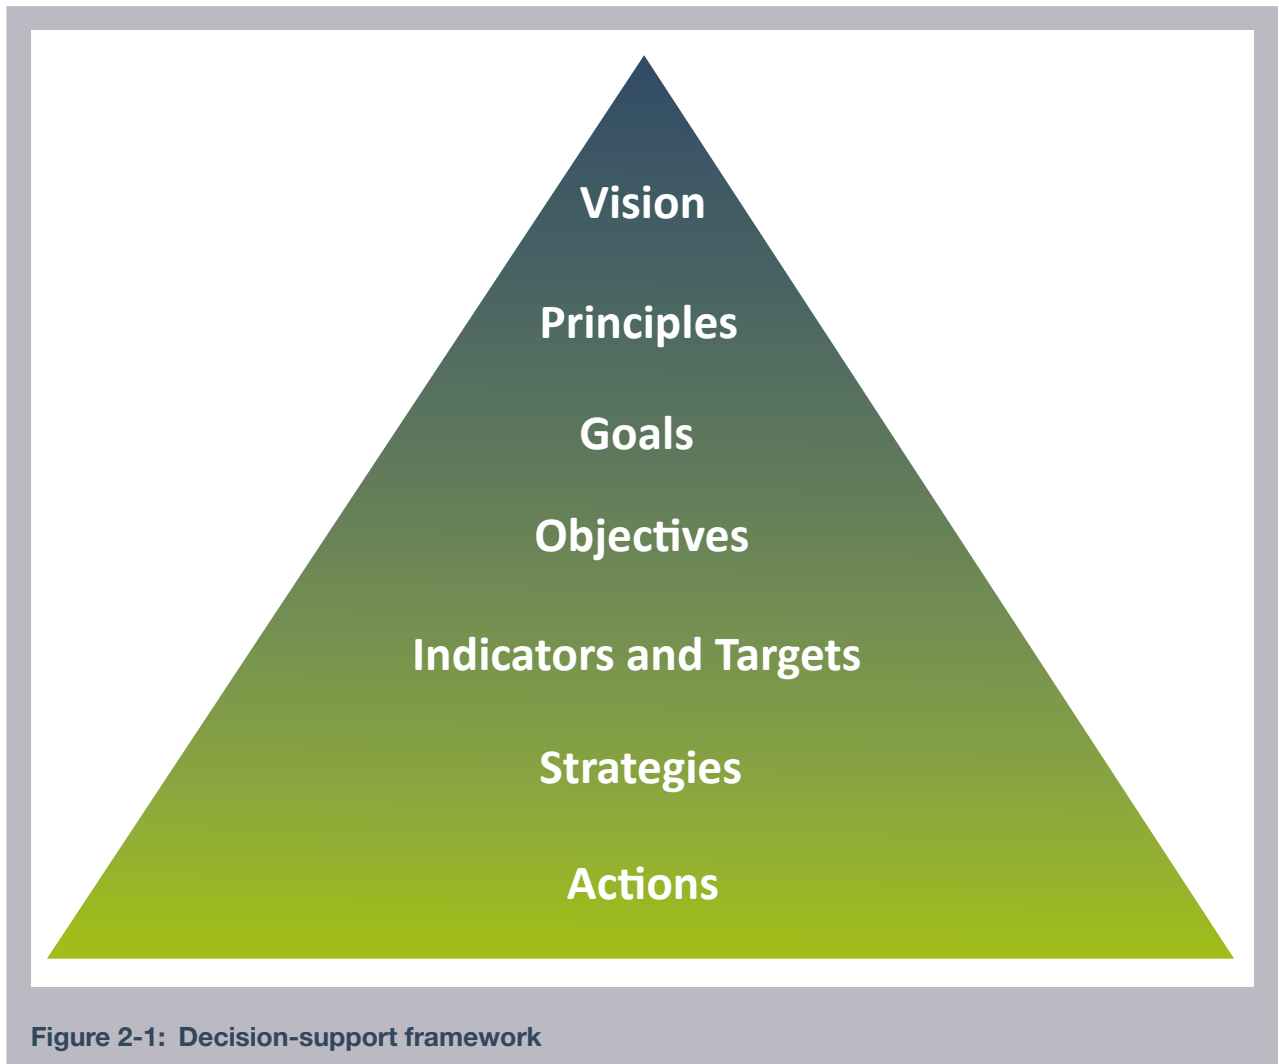 Vision
Principles
Goals
Objectives
Indicators and Targets
Strategies
Actions
Figure 2-1: Decision-support framework